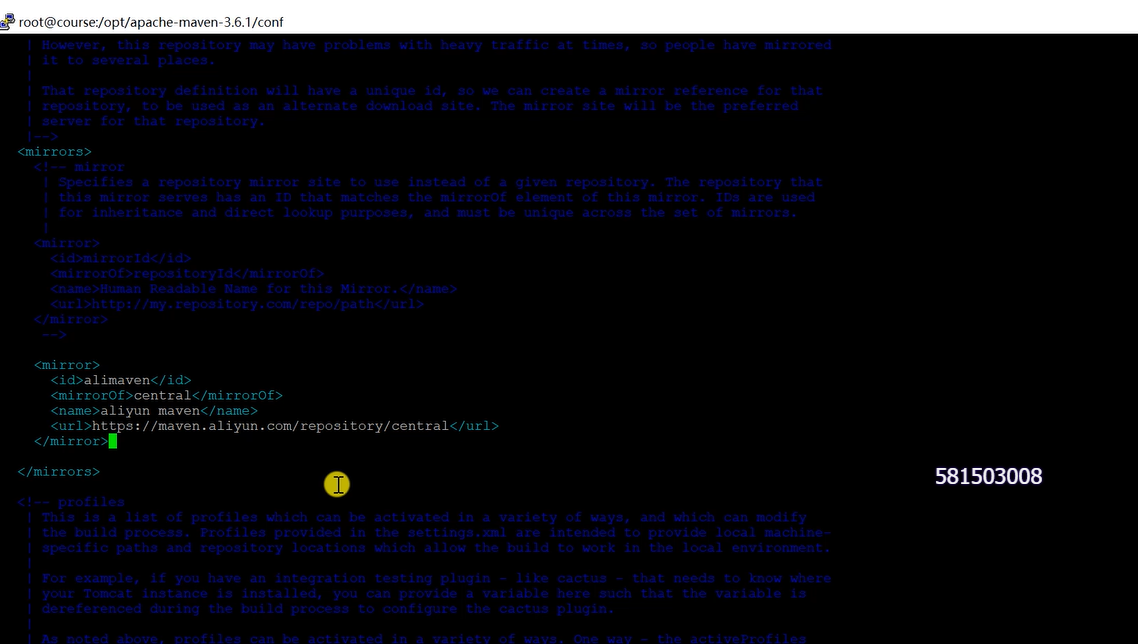 root@course:/opt/apache-maven-3.6.1/conf
| However, this repository may have problems with heavy traffic at times, so people have mirrored
| it to several places.
|
| That repository definition will have a unique id, so we can create a mirror reference for that
| repository, to be used as an alternate download site. The mirror site will be the preferred
| server for that repository.
|-->
<mirrors>
<!-- mirror
| Specifies a repository mirror site to use instead of a given repository. The repository that
| this mirror serves has an ID that matches the mirrorOf element of this mirror. IDs are used
| for inheritance and direct lookup purposes, and must be unique across the set of mirrors.
|
<mirror>
<id>mirrorId</id>
<mirrorOf>repositoryId</mirrorOf>
<name>Human Readable Name for this Mirror.</name>
<url>http://my.repository.com/repo/path</url>
</mirror>
-->
<mirror>
<id>alimaven</id>
<mirrorOf>central</mirrorOf>
<name>aliyun maven</name>
<url>https://maven.aliyun.com/repository/central</url>
</mirror>
</mirrors>
581503008
<!-- profiles
| This is a list of profiles which can be activated in a variety of ways, and which can modify
| the build process. Profiles provided in the settings.xml are intended to provide local machine-
| specific paths and repository locations which allow the build to work in the local environment.
|
| For example, if you have an integration testing plugin - like cactus - that needs to know where
| your Tomcat instance is installed, you can provide a variable here such that the variable is
| dereferenced during the build process to configure the cactus plugin.
|
| As noted above, profiles can be activated in a variety of ways. One way - the activeProfiles